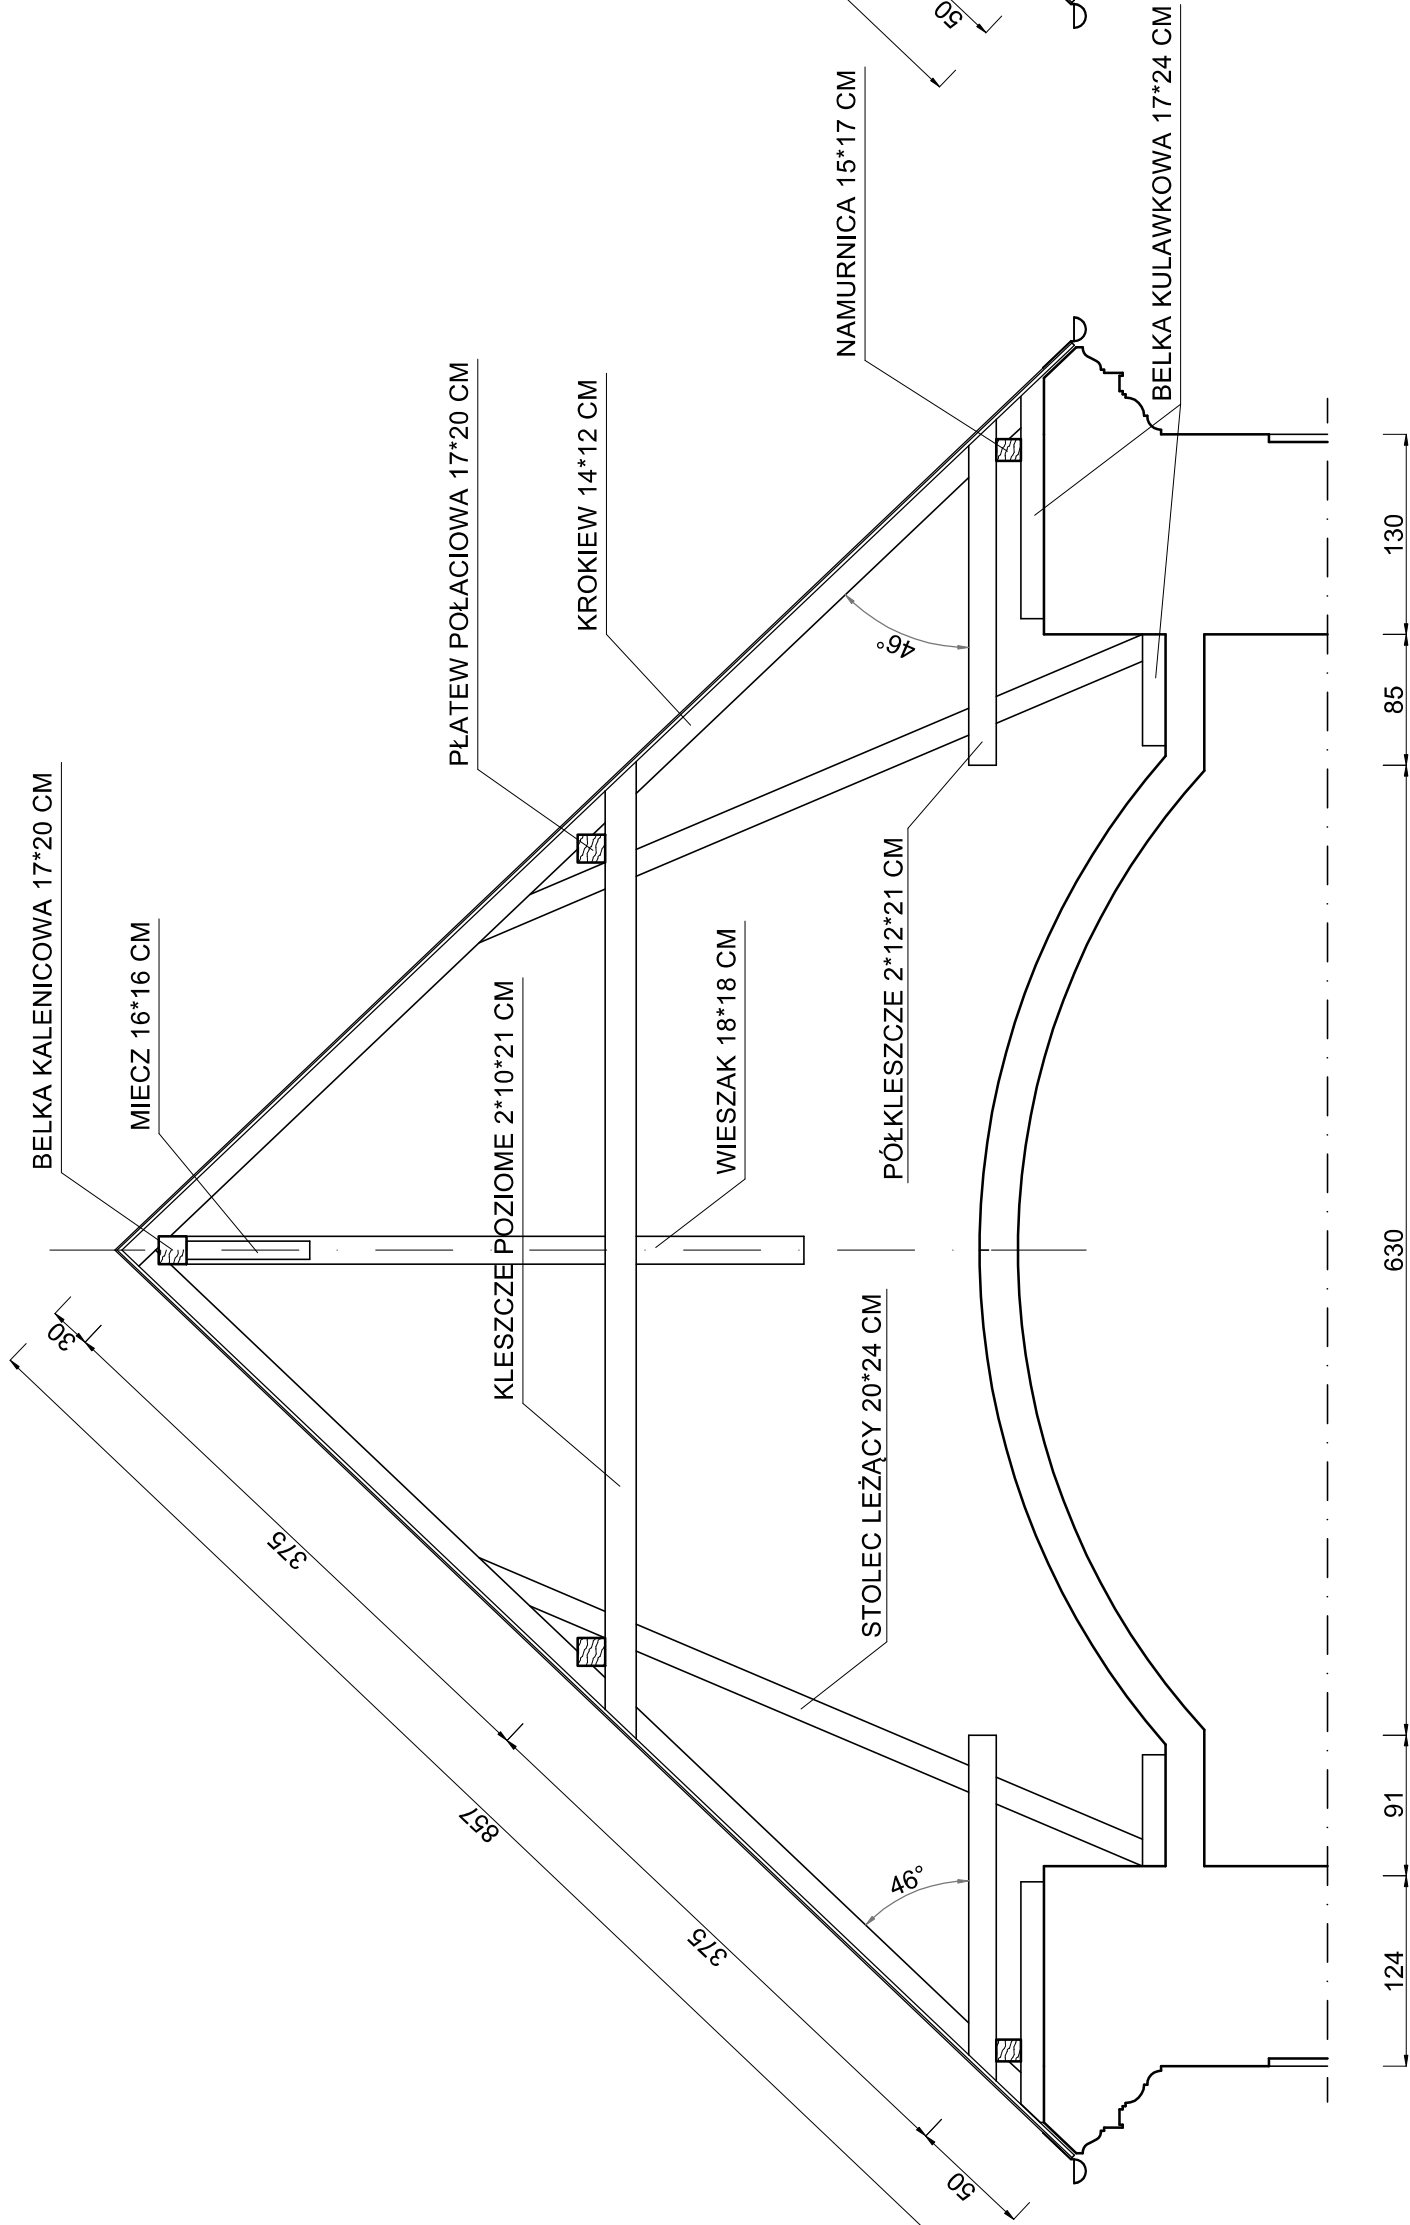 BELKA KALENICOWA 17*20 CM
MIECZ 16*16 CM
PŁATEW POŁACIOWA 17*20 CM
KROKIEW 14*12 CM
NAMURNICA 15*17 CM
BELKA KULAWKOWA 17*24 CM
KLESZCZE POZIOME 2*10*21 CM
WIESZAK 18*18 CM
PÓŁKLESZCZE 2*12*21 CM
STOLEC LEŻĄCY 20*24 CM
30
375
857
375
50
50
46°
46°
124
91
630
85
130